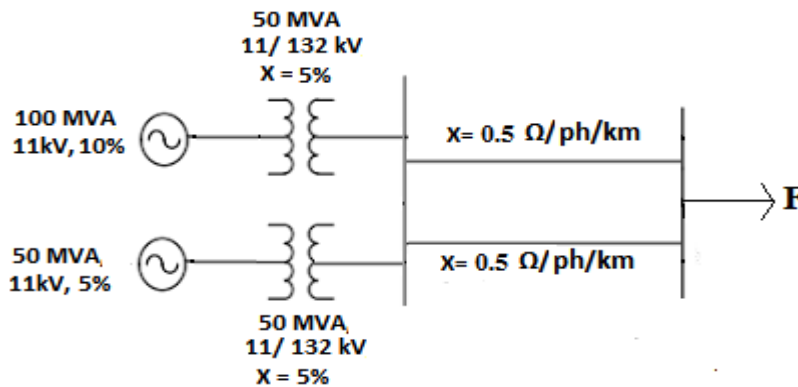 50 MVA
11/ 132 kV
X = 5%
100 MVA
11kV, 10%
X= 0.5 Ω/ph/km
F
50 MVA,
11kV, 5%
X= 0.5 Ω/ph/km
50 MVA,
11/ 132 kV
X = 5%